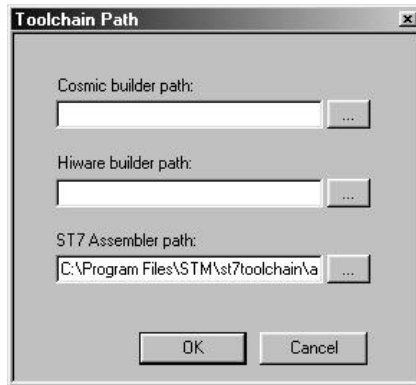 Toolchain Path
Cosmic builder path:
...
Hiware builder path:
...
ST7 Assembler path:
C:\Program Files\STM\st7toolchain\a
...
OK Cancel